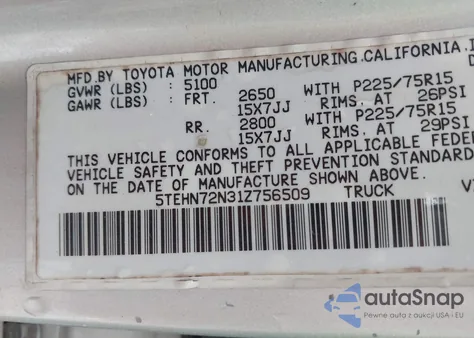 MFD.BY TOYOTA MOTOR MANUFACTURING.CALIFORNIA.I
GVWR (LBS) : 5100
GAWR (LBS) : FRT. 2650 WITH P225/75R15
15X7JJ RIMS. AT 26PSI
RR. 2800 WITH P225/75R15
15X7JJ RIMS. AT 29PSI
THIS VEHICLE CONFORMS TO ALL APPLICABLE FEDE
VEHICLE SAFETY AND THEFT PREVENTION STANDARD
ON THE DATE OF MANUFACTURE SHOWN ABOVE.
5TEHN72N31Z756509 TRUCK
autoSnap
Pewne auta z aukcji USA i EU